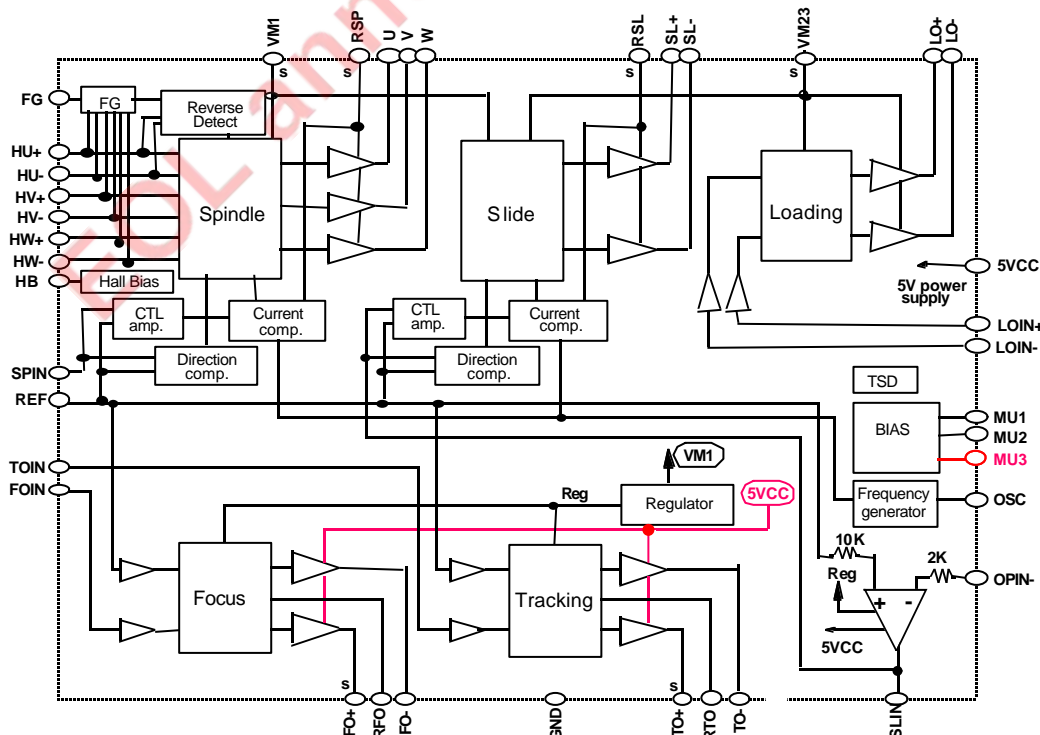 VM1
RSP
U
V
W
RSL
SL+
SL-
VM23
LO+
LO-
s
s
s
s
FG
FG
Reverse
Detect
HU+
HU-
HV+
HV-
HW+
HW-
HB
Hall Bias
Spindle
Slide
Loading
5VCC
5V power
supply
LOIN+
LOIN-
CTL
amp.
Current
comp.
Direction
comp.
CTL
amp.
Current
comp.
Direction
comp.
SPIN
REF
TSD
BIAS
MU1
MU2
MU3
TOIN
FOIN
VM1
Reg
Regulator
5VCC
Frequency
generator
OSC
Focus
Tracking
10K
2K
Reg
OPIN-
+
-
5VCC
s
s
FO+
RFO
FO-
GND
TO+
RTO
TO-
SLIN